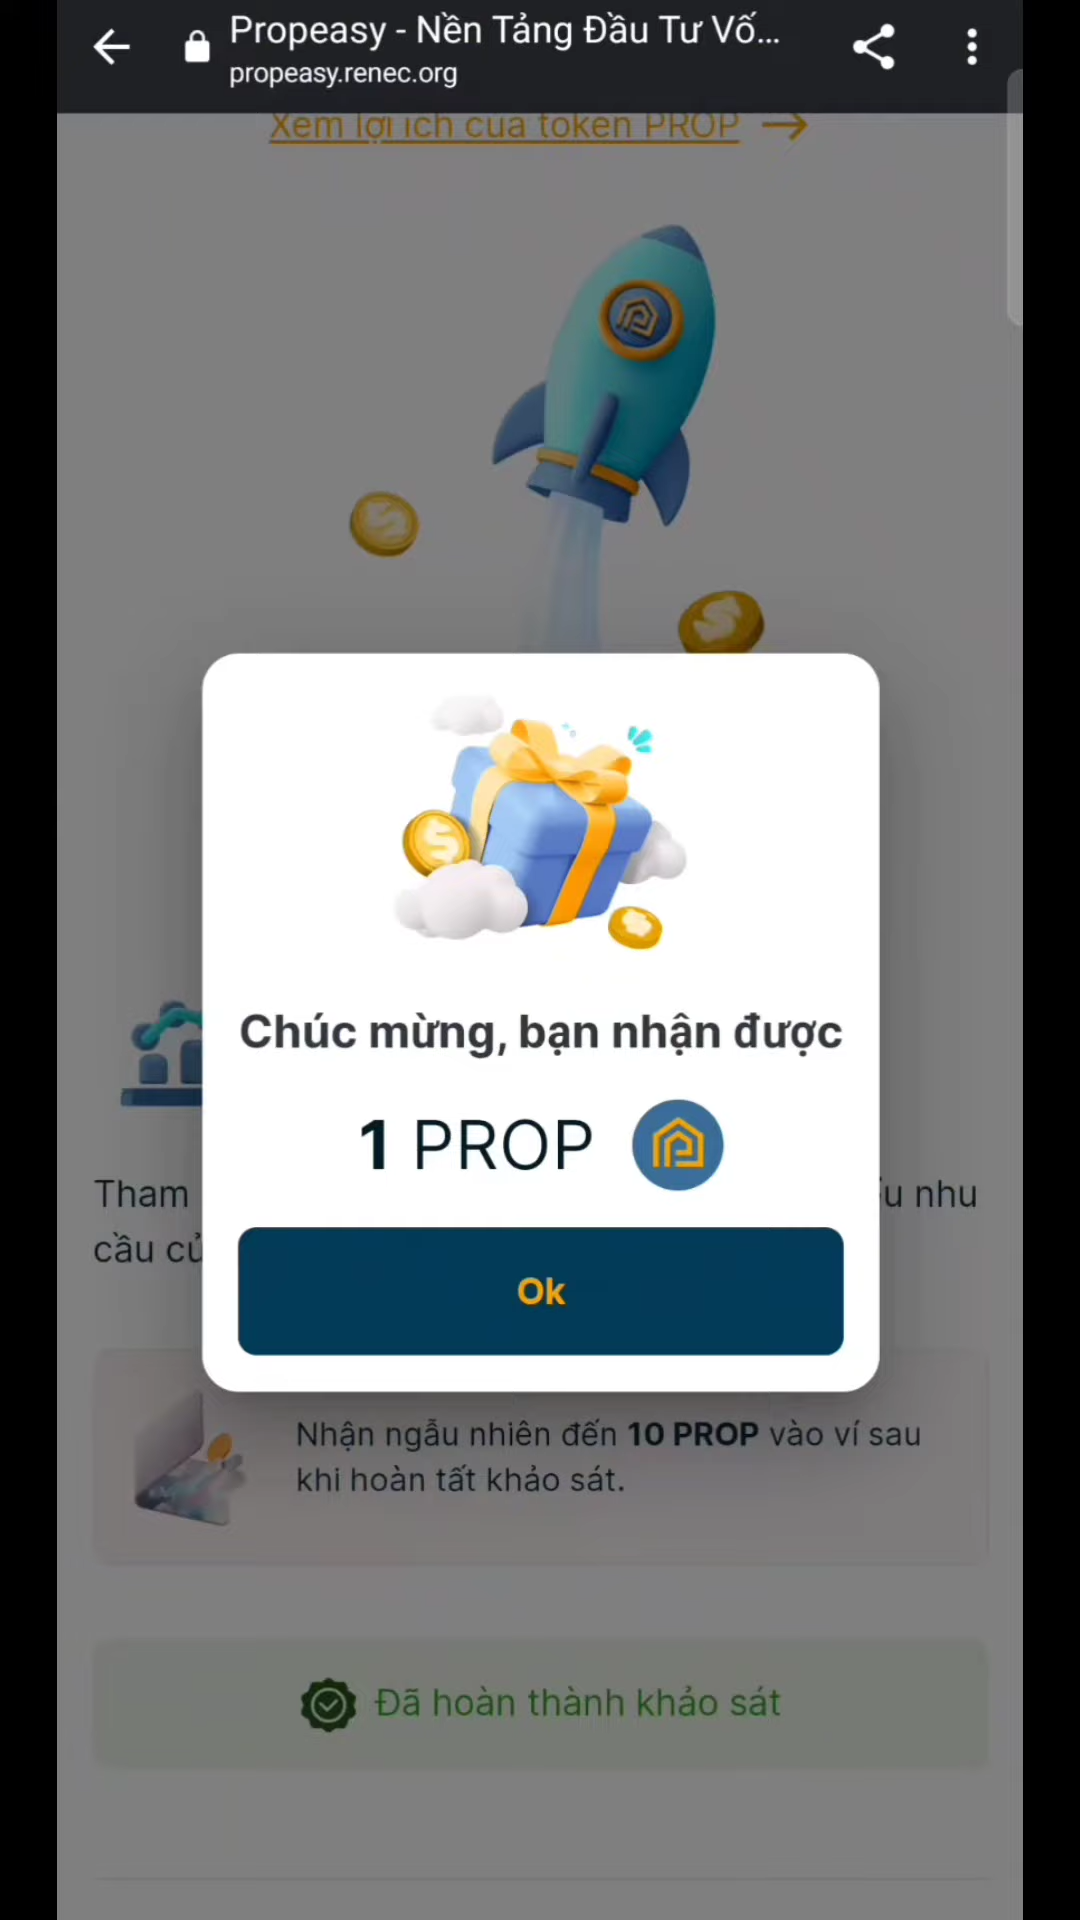 Propeasy - Nền Tảng Đầu Tư Vố...
propeasy.renec.org
Xem lợi ích của token PROP
Chúc mừng, bạn nhận được
1 PROP
Ok
Tham
u nhu
cầu củ
Nhận ngẫu nhiên đến 10 PROP vào ví sau
khi hoàn tất khảo sát.
Đã hoàn thành khảo sát